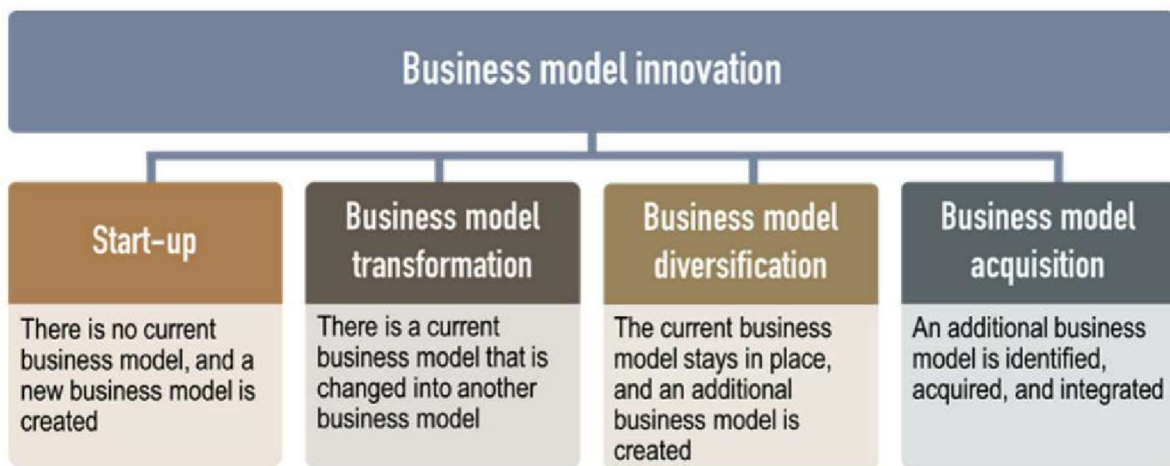 Business model innovation
Start-up
There is no current
business model, and a
new business model is
created
Business model
transformation
There is a current
business model that is
changed into another
business model
Business model
diversification
The current business
model stays in place,
and an additional
business model is
created
Business model
acquisition
An additional business
model is identified,
acquired, and integrated